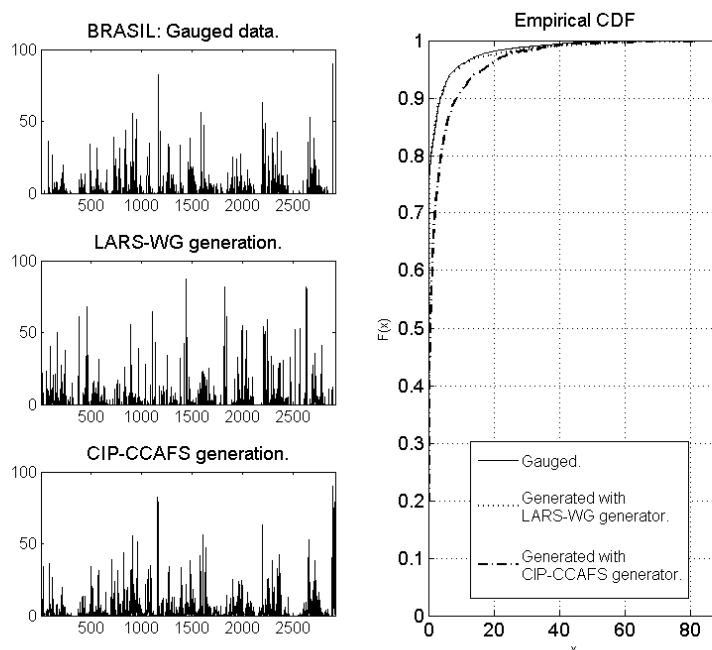 BRASIL: Gauged data.
100
50
0
500 1000 1500 2000 2500
LARS-WG generation.
100
50
0
500 1000 1500 2000 2500
CIP-CCAFS generation.
100
50
0
500 1000 1500 2000 2500
Empirical CDF
1
0.9
0.8
0.7
0.6
0.5
0.4
0.3
0.2
0.1
0
F(x)
0 20 40 60 80
x
Gauged.
Generated with
LARS-WG generator.
Generated with
CIP-CCAFS generator.